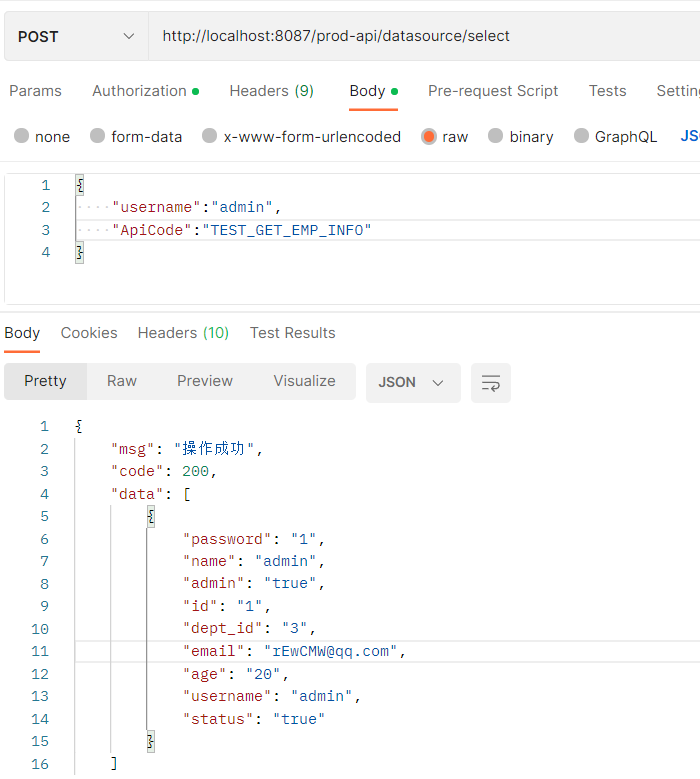 POST http://localhost:8087/prod-api/datasource/select
Params Authorization Headers (9) Body Pre-request Script Tests Settin
none form-data x-www-form-urlencoded raw binary GraphQL JS
1 {
2 "username":"admin",
3 "ApiCode":"TEST_GET_EMP_INFO"
4 }
Body Cookies Headers (10) Test Results
Pretty Raw Preview Visualize JSON
1 {
2 "msg": "操作成功",
3 "code": 200,
4 "data": [
5 {
6 "password": "1",
7 "name": "admin",
8 "admin": "true",
9 "id": "1",
10 "dept_id": "3",
11 "email": "rEwCMW@qq.com",
12 "age": "20",
13 "username": "admin",
14 "status": "true"
15 }
16 ]